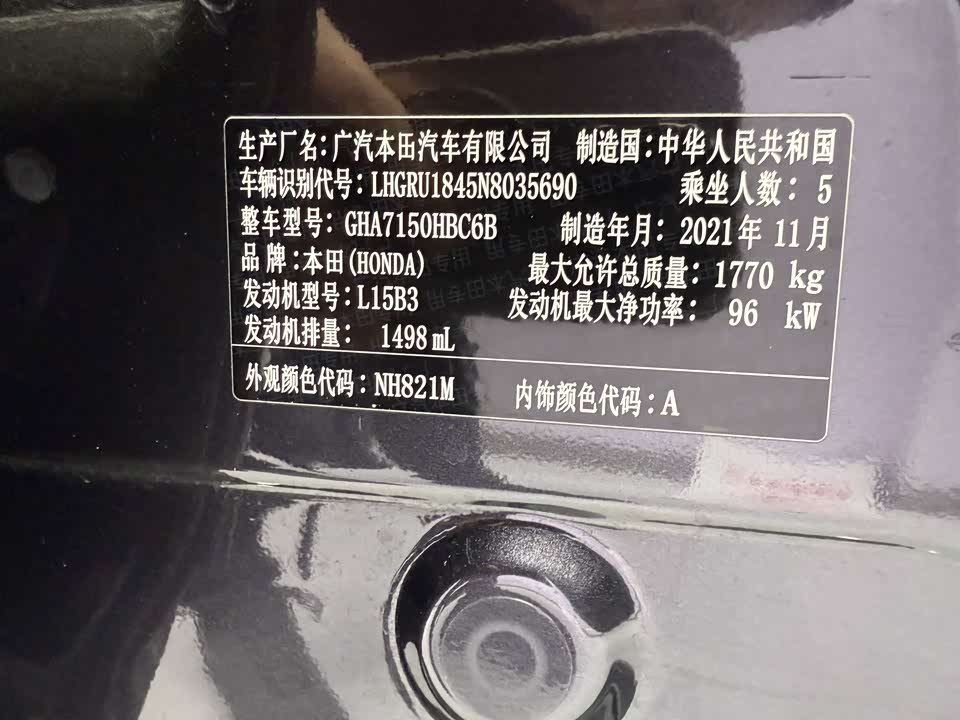 生产厂名:广汽本田汽车有限公司 制造国:中华人民共和国
车辆识别代号:LHGRU1845N8035690 乘坐人数:5
整车型号:GHA7150HBC6B 制造年月:2021年11月
品牌:本田(HONDA) 最大允许总质量:1770 kg
发动机型号:L15B3 发动机最大净功率:96 kW
发动机排量:1498 mL
外观颜色代码:NH821M 内饰颜色代码:A